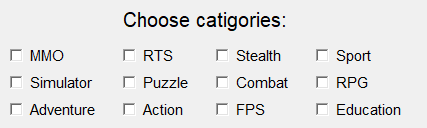 Choose catigories:
MMO RTS Stealth Sport
Simulator Puzzle Combat RPG
Adventure Action FPS Education